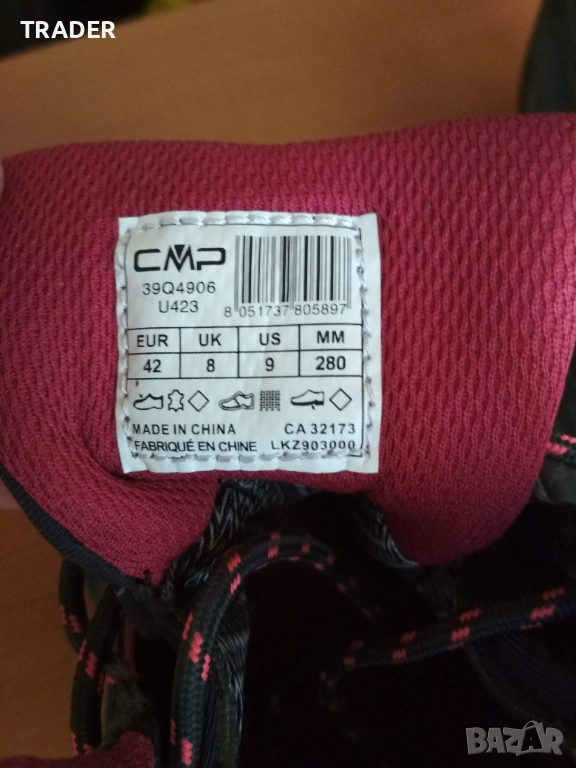 TRADER
CMP
39Q4906
U423
8 051737 805897
EUR UK US MM
42 8 9 280
MADE IN CHINA CA 32173
FABRIQUÉ EN CHINE LKZ903000
BAZAR